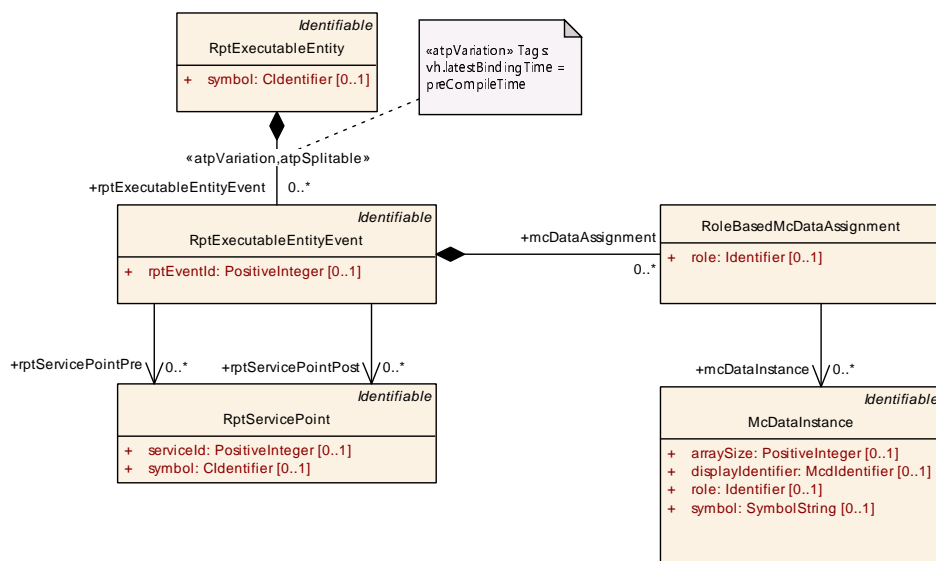 Identifiable
RptExecutableEntity
+ symbol: CIdentifier [0..1]
«atpVariation» Tags:
vh.latestBindingTime =
preCompileTime
«atpVariation,atpSplitable»
+rptExecutableEntityEvent 0..*
Identifiable
RptExecutableEntityEvent
+ rptEventId: PositiveInteger [0..1]
+mcDataAssignment
0..*
RoleBasedMcDataAssignment
+ role: Identifier [0..1]
+rptServicePointPre 0..*
+rptServicePointPost 0..*
+mcDataInstance 0..*
Identifiable
RptServicePoint
+ serviceId: PositiveInteger [0..1]
+ symbol: CIdentifier [0..1]
Identifiable
McDataInstance
+ arraySize: PositiveInteger [0..1]
+ displayIdentifier: McdIdentifier [0..1]
+ role: Identifier [0..1]
+ symbol: SymbolString [0..1]